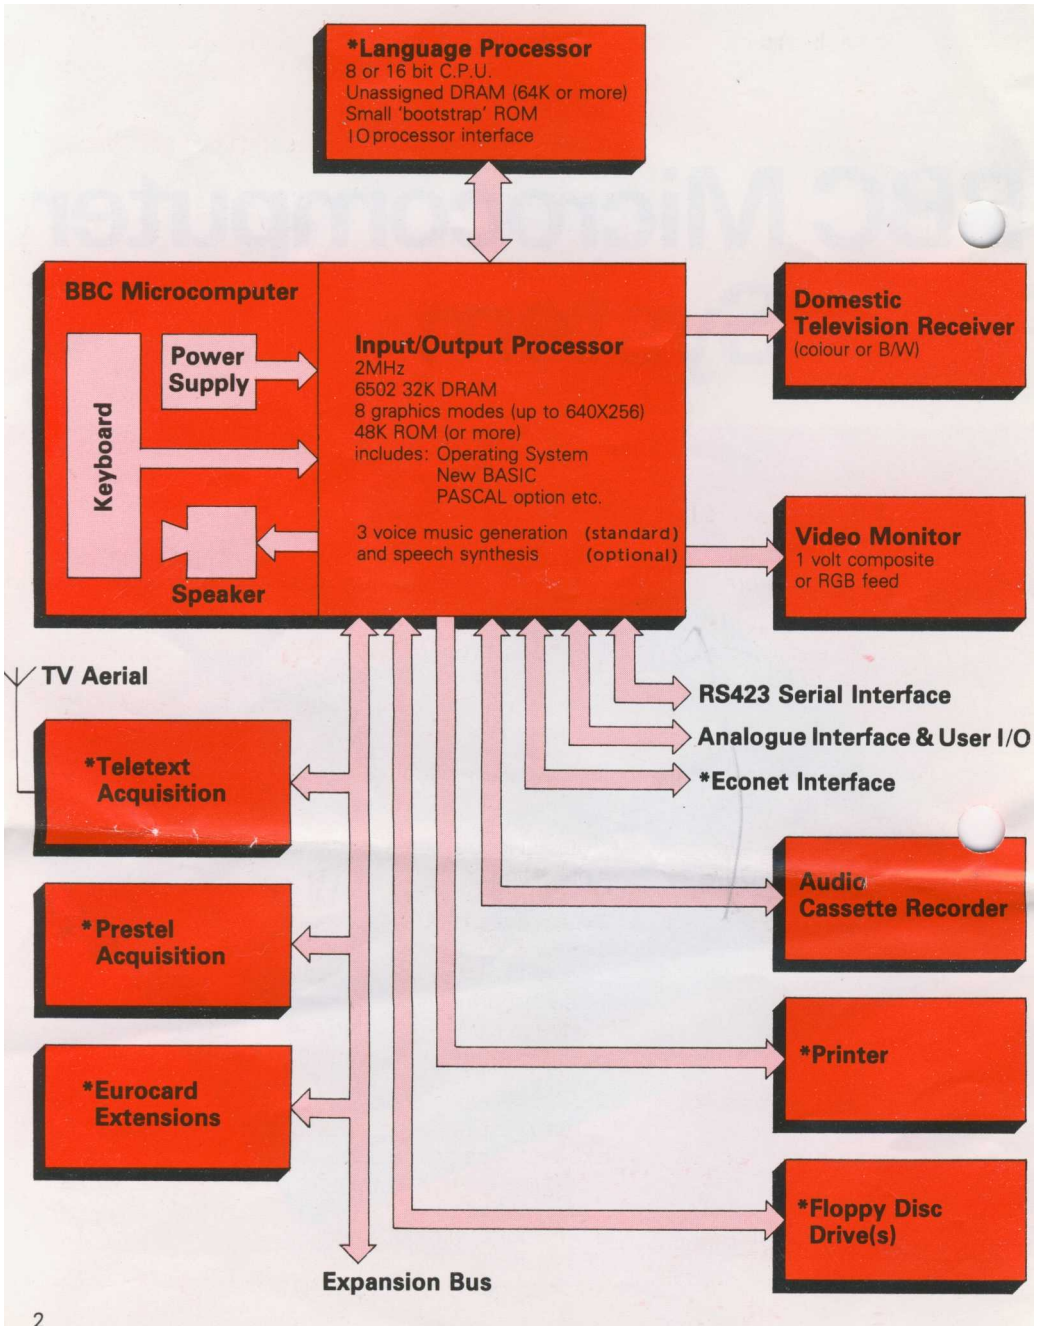 *Language Processor
8 or 16 bit C.P.U.
Unassigned DRAM (64K or more)
Small 'bootstrap' ROM
IO processor interface
BBC Microcomputer
BBC Microcomputer
Power
Supply
Keyboard
Speaker
Input/Output Processor
2MHz
6502 32K DRAM
8 graphics modes (up to 640X256)
48K ROM (or more)
includes: Operating System
New BASIC
PASCAL option etc.
3 voice music generation (standard)
and speech synthesis (optional)
Domestic
Television Receiver
(coiour or B/W)
Video Monitor
1 volt composite
or RGB feed
TV Aerial
RS423 Serial Interface
Analogue Interface & User I/O
*Econet Interface
*Teletext
Acquisition
Audio
Cassette Recorder
*Prestel
Acquisition
*Printer
*Eurocard
Extensions
*Floppy Disc
Drive(s)
Expansion Bus
2